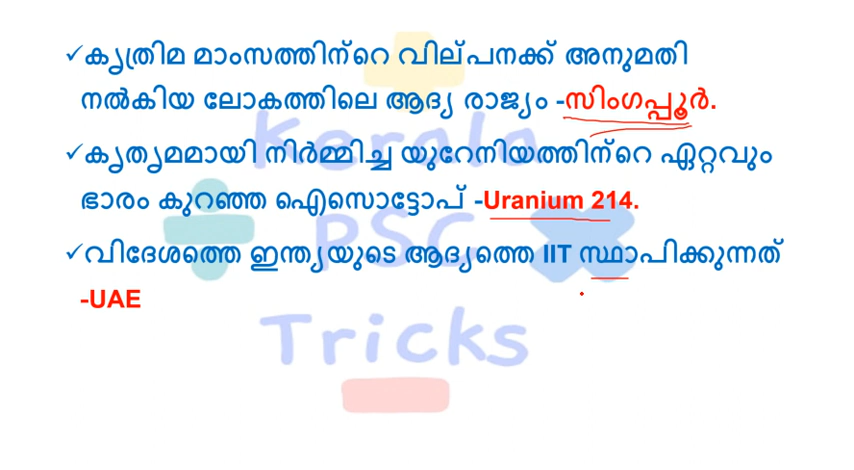 ✓കൃത്രിമ മാംസത്തിന്റെ വില്പനക്ക് അനുമതി
നൽകിയ ലോകത്തിലെ ആദ്യ രാജ്യം -സിംഗപ്പൂർ.
✓കൃതൃമമായി നിർമ്മിച്ച യുറേനിയത്തിന്റെ ഏറ്റവും
ഭാരം കുറഞ്ഞ ഐസൊട്ടോപ് -Uranium 214.
✓വിദേശത്തെ ഇന്ത്യയുടെ ആദ്യത്തെ IIT സ്ഥാപിക്കുന്നത്
-UAE
Kerala
PSC
Tricks